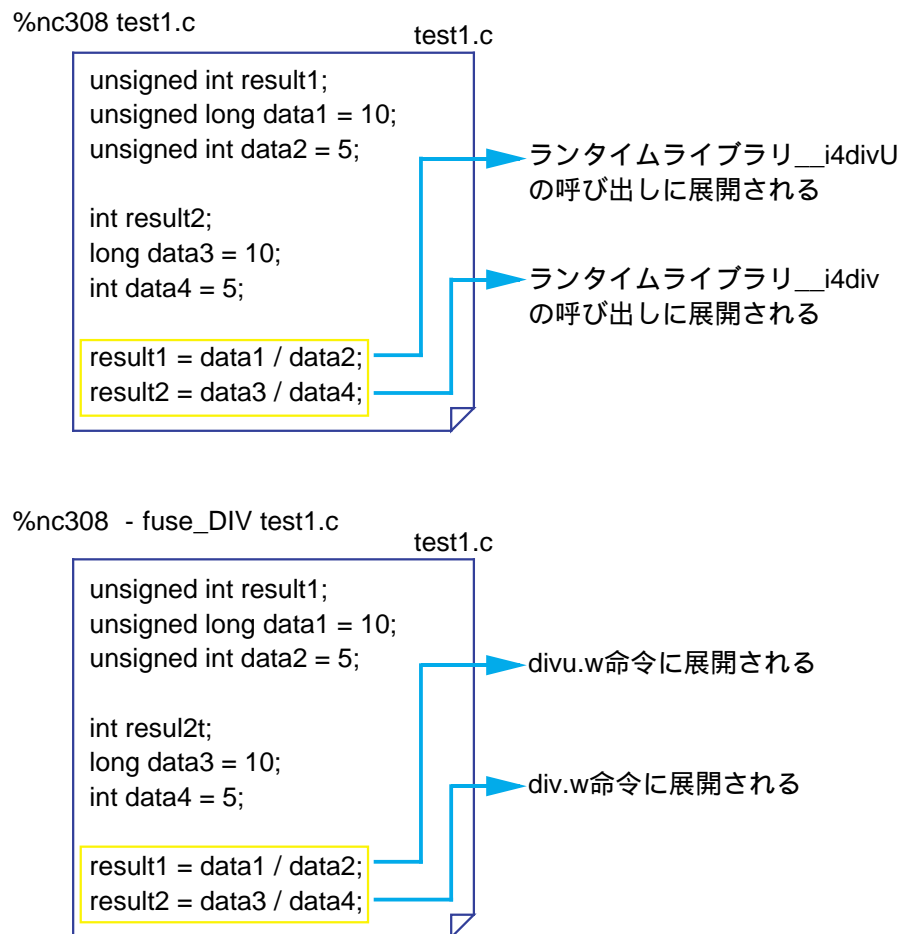 %nc308 test1.c
test1.c
unsigned int result1;
unsigned long data1 = 10;
unsigned int data2 = 5;
int result2;
long data3 = 10;
int data4 = 5;
result1 = data1 / data2;
result2 = data3 / data4;
ランタイムライブラリ__i4divU
の呼び出しに展開される
ランタイムライブラリ__i4div
の呼び出しに展開される
%nc308 - fuse_DIV test1.c
test1.c
unsigned int result1;
unsigned long data1 = 10;
unsigned int data2 = 5;
int resul2t;
long data3 = 10;
int data4 = 5;
result1 = data1 / data2;
result2 = data3 / data4;
divu.w命令に展開される
div.w命令に展開される